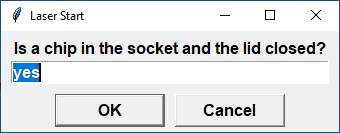 Laser Start
Is a chip in the socket and the lid closed?
yes
OK Cancel